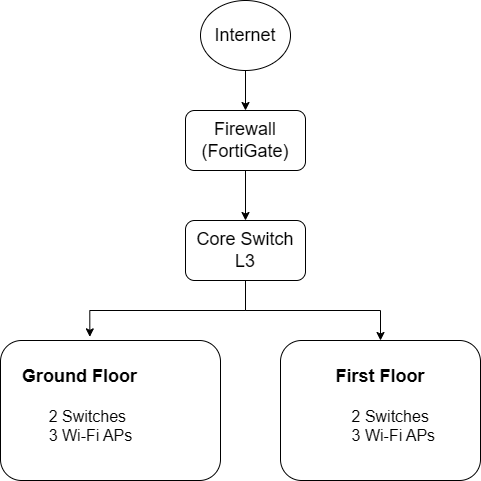 Internet
Firewall
(FortiGate)
Core Switch
L3
Ground Floor
2 Switches
3 Wi-Fi APs
First Floor
2 Switches
3 Wi-Fi APs